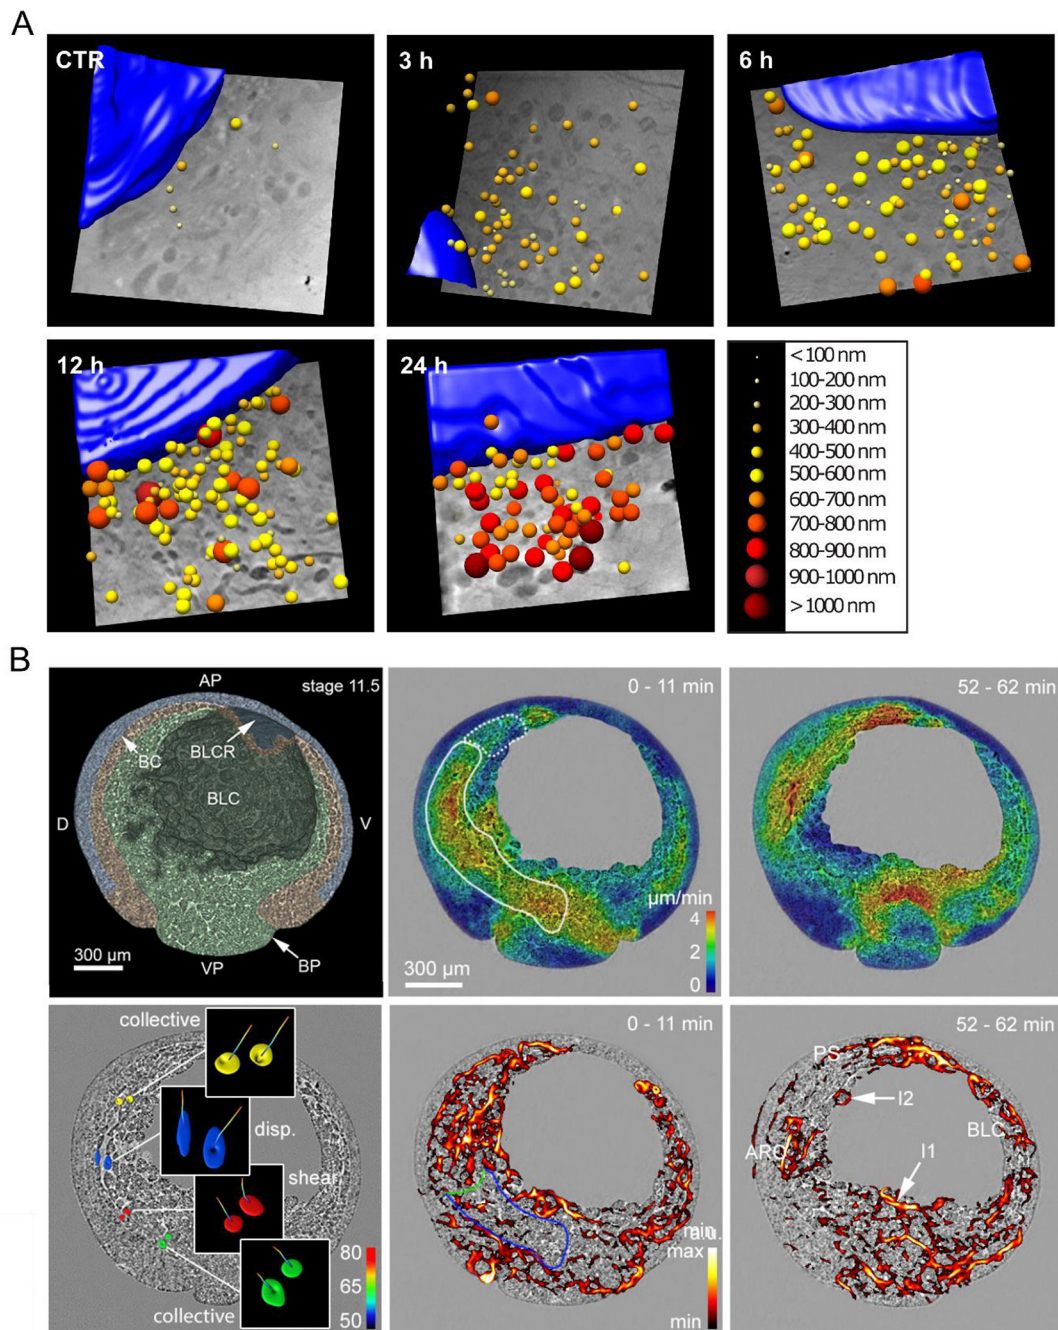 A
CTR
3 h
6 h
12 h
24 h
<100 nm
100-200 nm
200-300 nm
300-400 nm
400-500 nm
500-600 nm
600-700 nm
700-800 nm
800-900 nm
900-1000 nm
>1000 nm
B
AP
stage 11.5
BC
BLCR
BLC
D
V
300 µm
VP
BP
0 - 11 min
µm/min
4
2
0
300 µm
52 - 62 min
collective
disp.
shear
collective
80
65
50
0 - 11 min
min
a.u.
max
min
52 - 62 min
PS
I2
BLC
ARC
I1